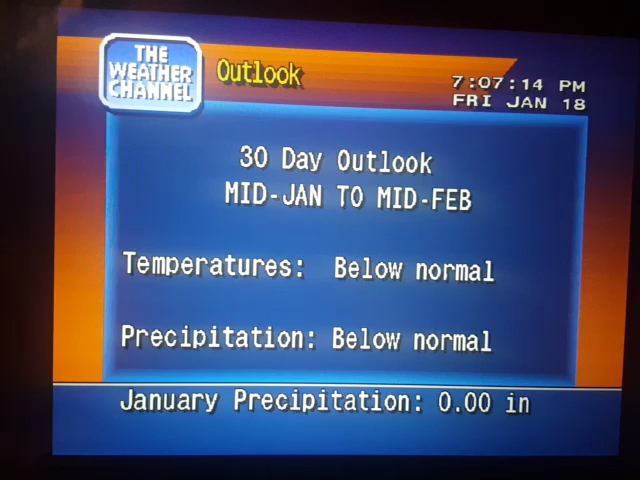 THE
WEATHER
CHANNEL
Outlook
7:07:14 PM
FRI JAN 18
30 Day Outlook
MID-JAN TO MID-FEB
Temperatures: Below normal
Precipitation: Below normal
January Precipitation: 0.00 in